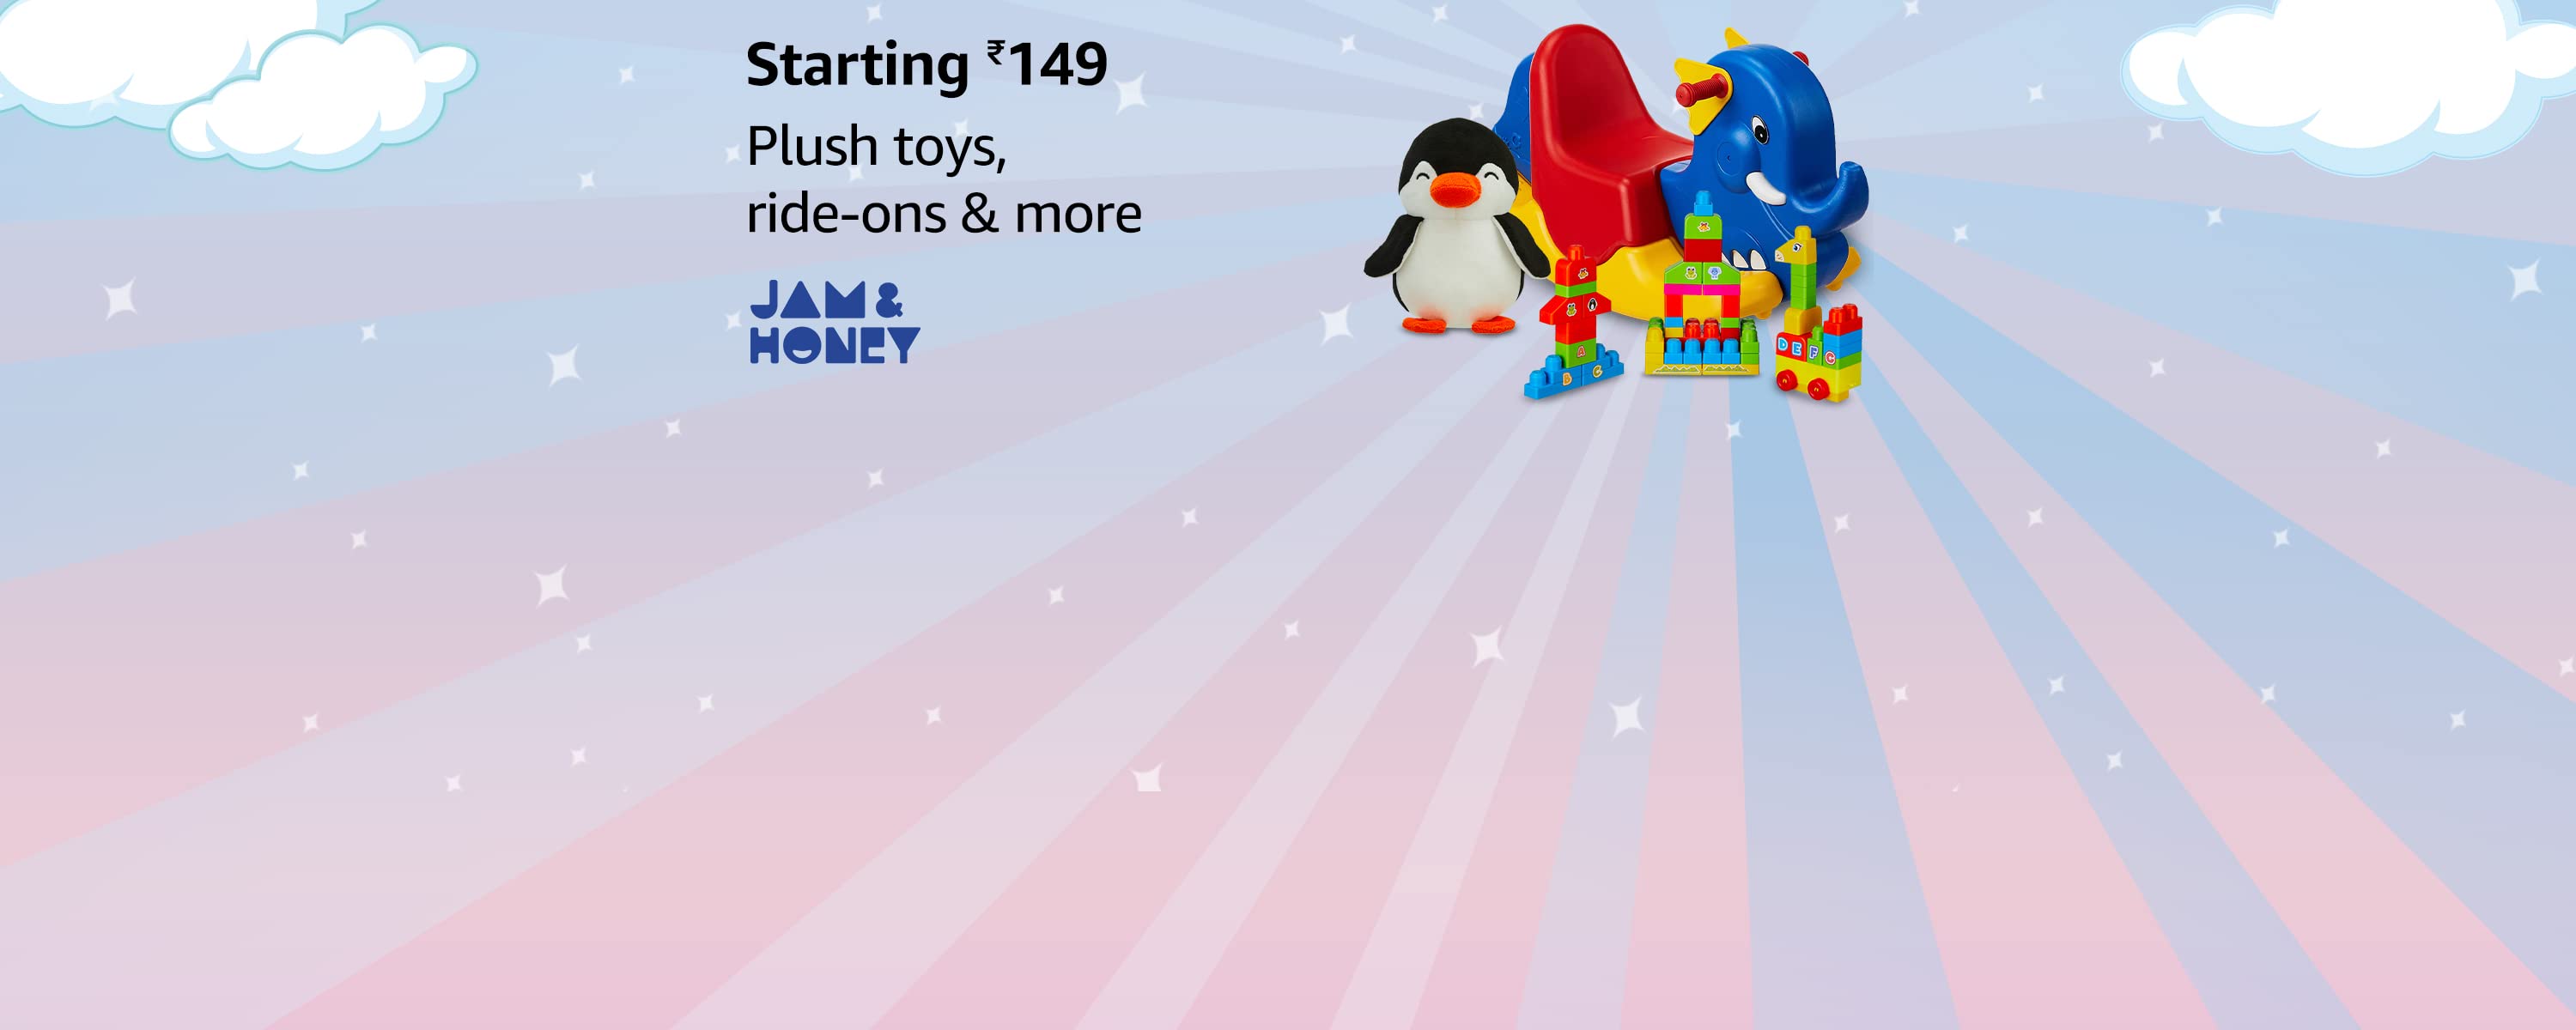 Starting ₹149
Plush toys,
ride-ons & more
JAM &
HONEY
A
B C
D E F G